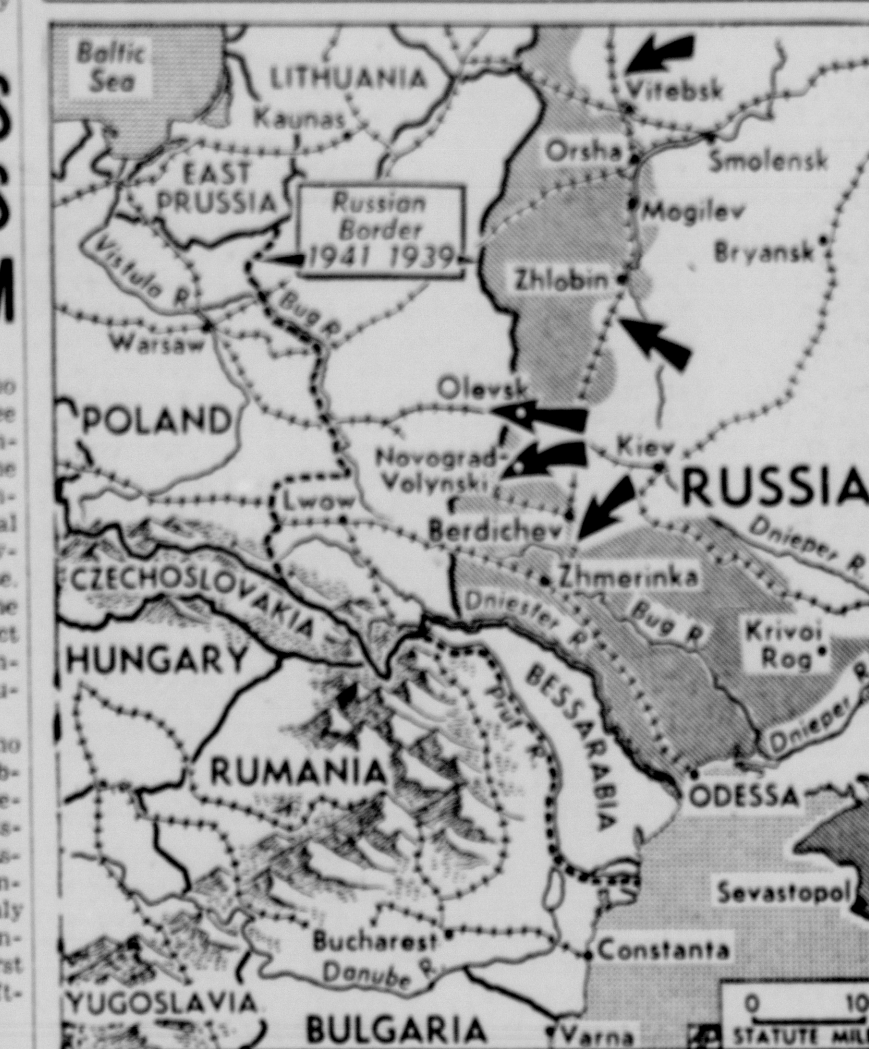 Baltic
Sea
LITHUANIA
Kaunas
Vitebsk
Orsha
Smolensk
EAST
PRUSSIA
Russian
Border
1941 1939
Mogilev
Bryansk
Vistula R.
Zhlobin
Bug R.
Warsaw
Olevsk
POLAND
Kiev
Novograd-
Volynski
RUSSIA
Lwow
Berdichev
Dnieper R.
CZECHOSLOVAKIA
Zhmerinka
Dniester R.
Bug R.
Krivoi
Rog
HUNGARY
BESSARABIA
Prut R.
Dnieper R.
RUMANIA
ODESSA
Sevastopol
Bucharest
Constanta
Danube R.
YUGOSLAVIA
BULGARIA
Varna
0 10
STATUTE MIL